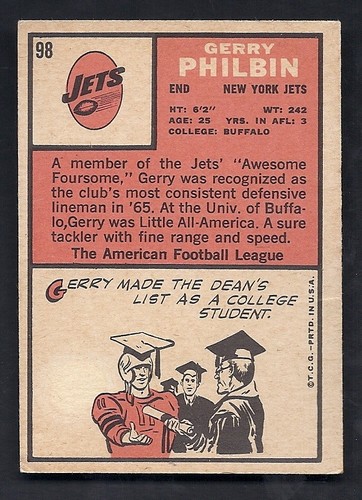 98
JETS
GERRY
PHILBIN
END NEW YORK JETS
HT: 6'2" WT: 242
AGE: 25 YRS. IN AFL: 3
COLLEGE: BUFFALO
A member of the Jets' "Awesome
Foursome," Gerry was recognized as
the club's most consistent defensive
lineman in '65. At the Univ. of Buffa-
lo,Gerry was Little All-America. A sure
tackler with fine range and speed.
The American Football League
GERRY MADE THE DEAN'S
LIST AS A COLLEGE
STUDENT.
©T.C.G.—PRTD. IN U.S.A.